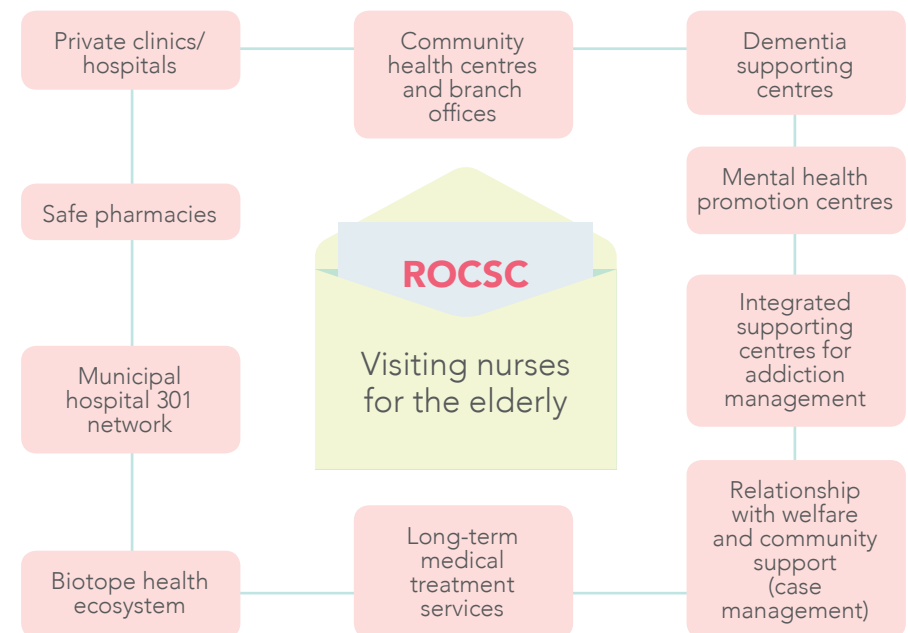 Private clinics/
hospitals
Community
health centres
and branch
offices
Dementia
supporting
centres
Mental health
promotion centres
Safe pharmacies
ROCSC
Visiting nurses
for the elderly
Integrated
supporting
centres for
addiction
management
Municipal
hospital 301
network
Relationship
with welfare
and community
support
(case
management)
Long-term
medical
treatment
services
Biotope health
ecosystem